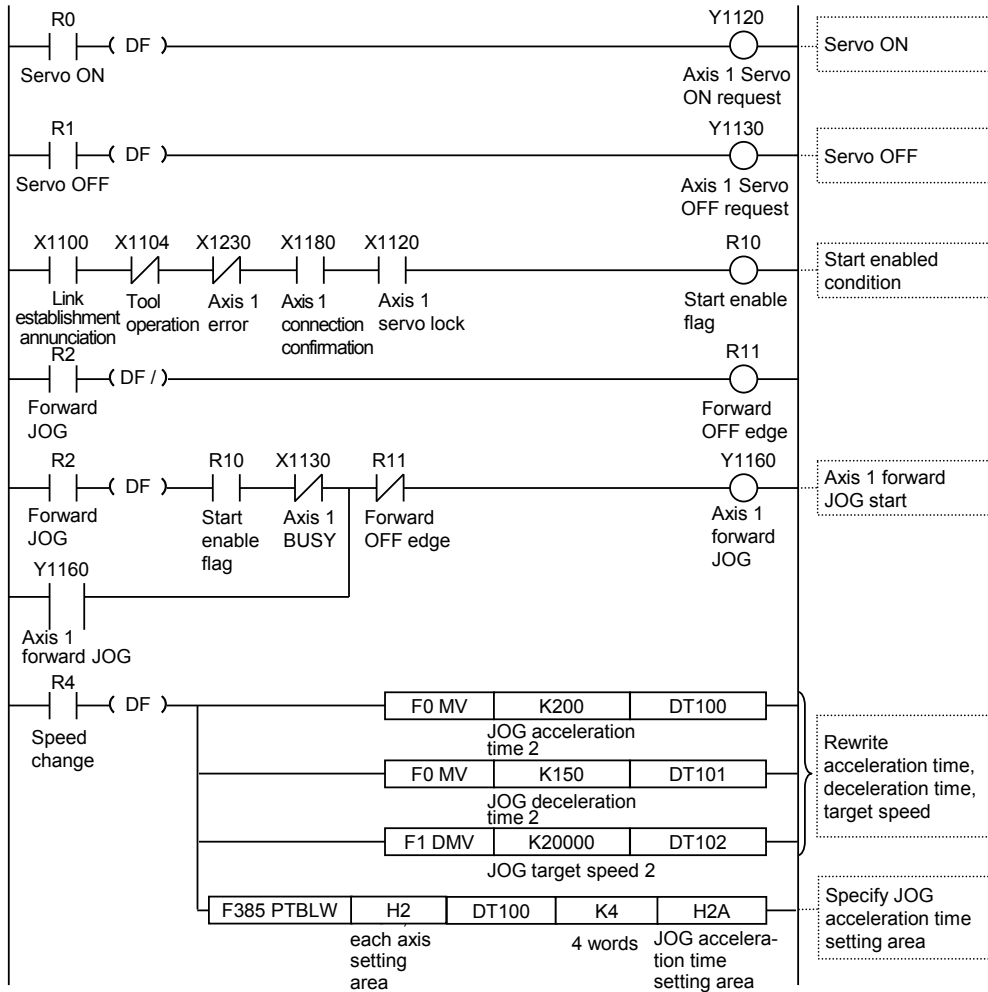 R0
Y1120
( DF )
Servo ON
Servo ON
Axis 1 Servo
ON request
R1
Y1130
( DF )
Servo OFF
Servo OFF
Axis 1 Servo
OFF request
X1100 X1104 X1230 X1180 X1120
R10
Start enabled
condition
Link
establishment
annunciation
Tool
operation
Axis 1
error
Axis 1
connection
confirmation
Axis 1
servo lock
Start enable
flag
R2
R11
( DF / )
Forward
JOG
Forward
OFF edge
R2
R10 X1130 R11
Y1160
( DF )
Axis 1 forward
JOG start
Forward
JOG
Start
enable
flag
Axis 1
BUSY
Forward
OFF edge
Axis 1
forward
JOG
Y1160
Axis 1
forward JOG
R4
( DF )
Speed
change
F0 MV K200 DT100
JOG acceleration
time 2
F0 MV K150 DT101
JOG deceleration
time 2
F1 DMV K20000 DT102
JOG target speed 2
Rewrite
acceleration time,
deceleration time,
target speed
F385 PTBLW H2 DT100 K4 H2A
each axis
setting
area
4 words
JOG accelera-
tion time
setting area
Specify JOG
acceleration time
setting area